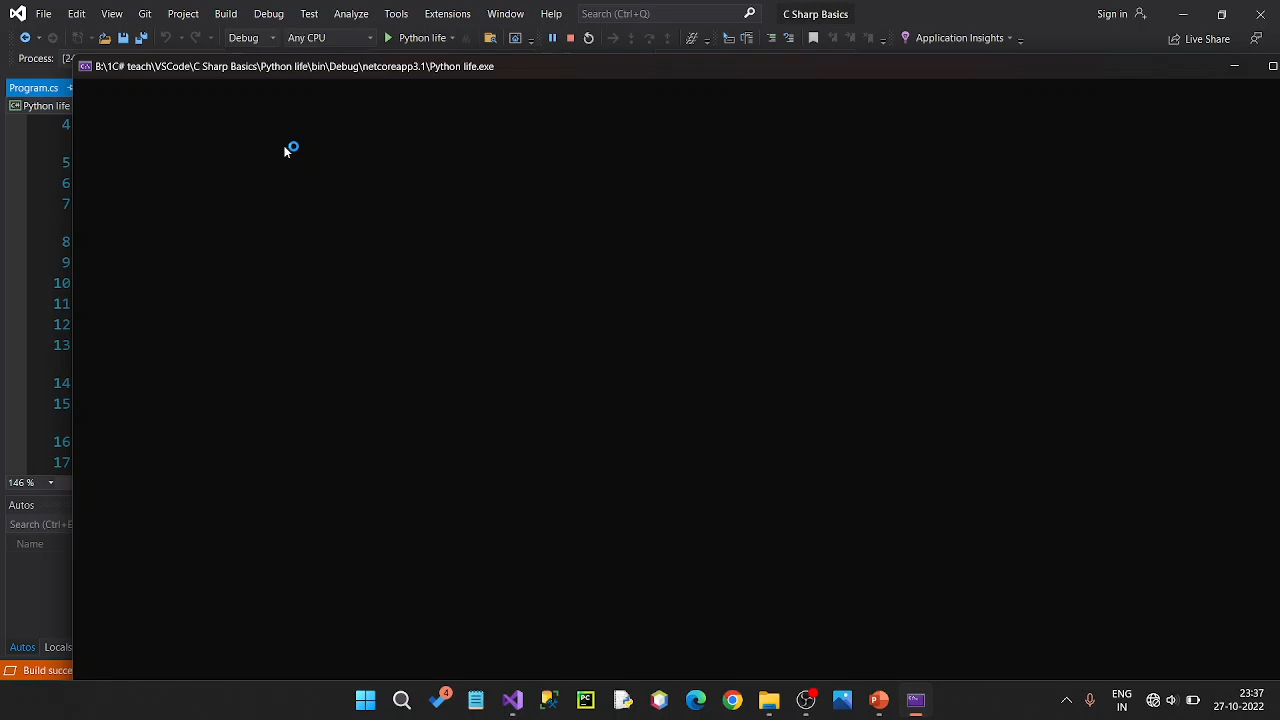 File Edit View Git Project Build Debug Test Analyze Tools Extensions Window Help Search (Ctrl+Q) C Sharp Basics Sign in
Debug Any CPU Python life Application Insights Live Share
Process: [24
B:\1C# teach\VSCode\C Sharp Basics\Python life\bin\Debug\netcoreapp3.1\Python life.exe
Program.cs
C# Python life
4
5
6
7
8
9
10
11
12
13
14
15
16
17
146 %
Autos
Search (Ctrl+E
Name
Autos Locals
Build succe
4 PC ENG 23:37
IN 27-10-2022